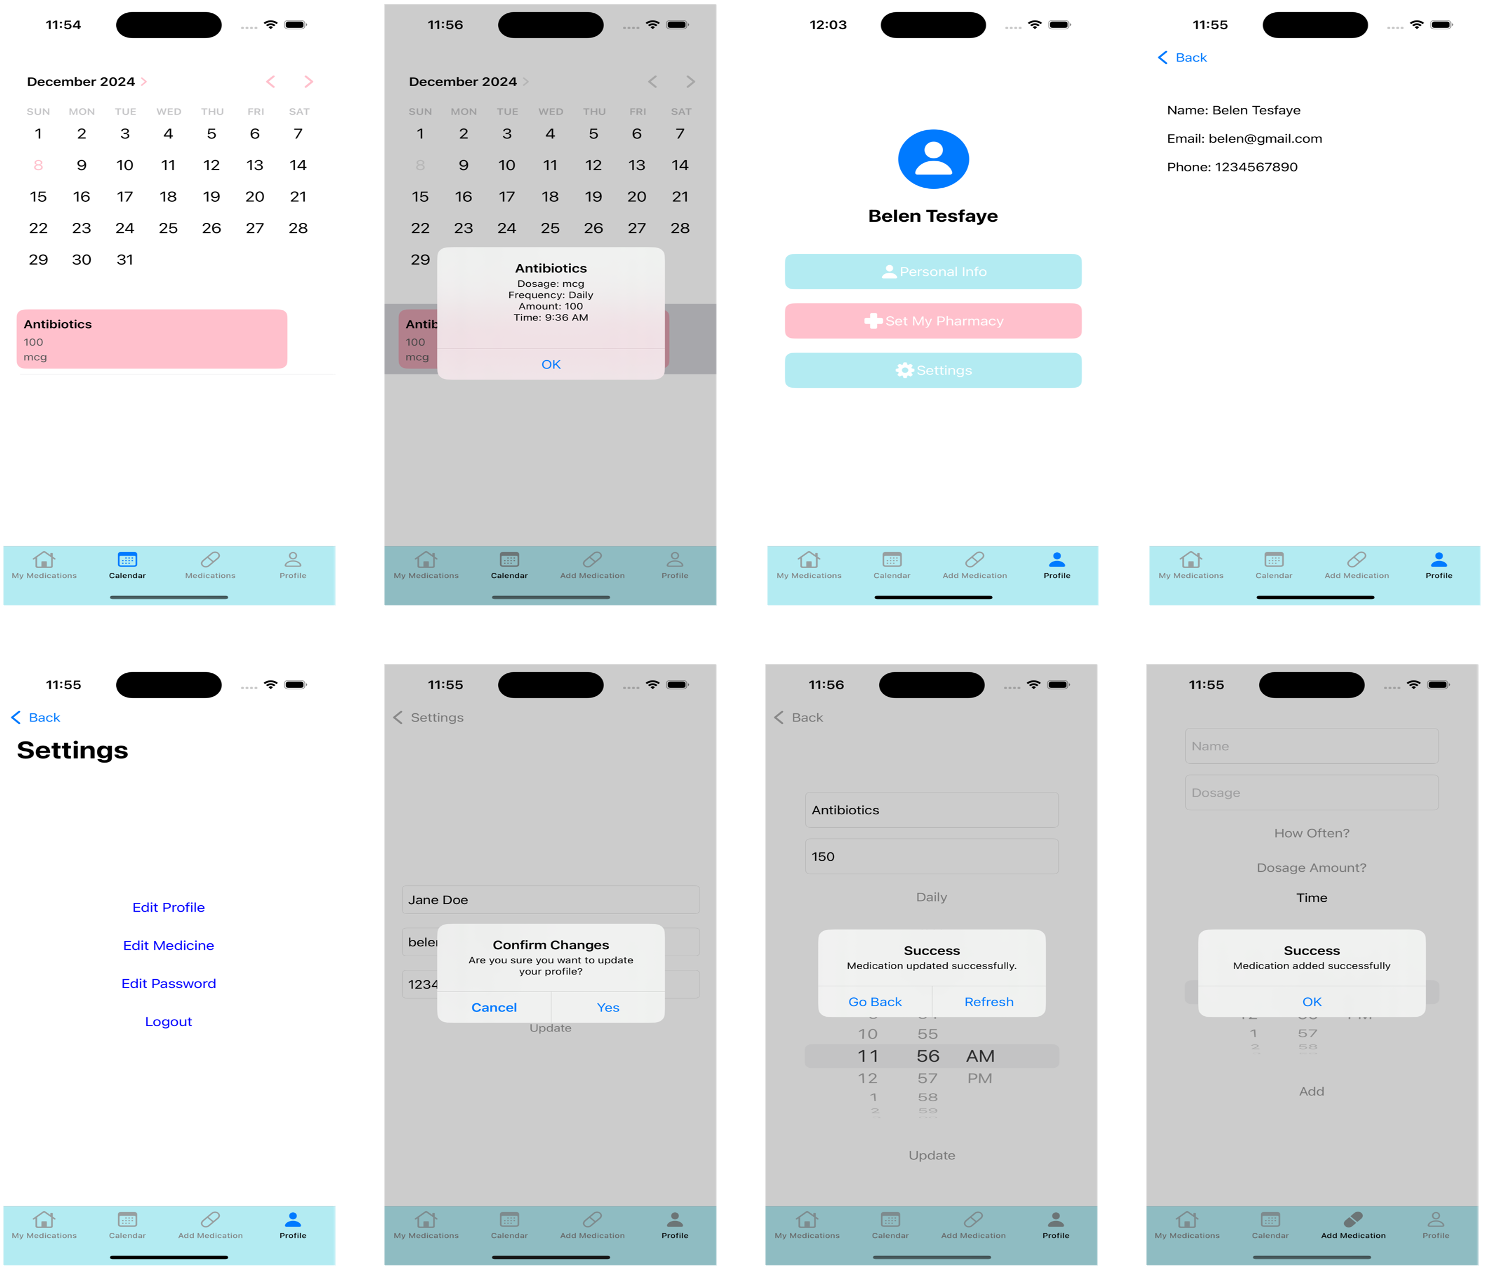 11:54
December 2024
SUN MON TUE WED THU FRI SAT
1 2 3 4 5 6 7
8 9 10 11 12 13 14
15 16 17 18 19 20 21
22 23 24 25 26 27 28
29 30 31
Antibiotics
100
mcg
My Medications Calendar Medications Profile
11:56
December 2024
SUN MON TUE WED THU FRI SAT
1 2 3 4 5 6 7
8 9 10 11 12 13 14
15 16 17 18 19 20 21
22 23 24 25 26 27 28
29
Antibiotics
Dosage: mcg
Frequency: Daily
Amount: 100
Time: 9:36 AM
OK
Antib
100
mcg
My Medications Calendar Add Medication Profile
12:03
Belen Tesfaye
Personal Info
Set My Pharmacy
Settings
My Medications Calendar Add Medication Profile
11:55
Back
Name: Belen Tesfaye
Email: belen@gmail.com
Phone: 1234567890
My Medications Calendar Add Medication Profile
11:55
Back
Settings
Edit Profile
Edit Medicine
Edit Password
Logout
My Medications Calendar Add Medication Profile
11:55
Settings
Jane Doe
belen
1234
Confirm Changes
Are you sure you want to update
your profile?
Cancel Yes
Update
My Medications Calendar Add Medication Profile
11:56
Back
Antibiotics
150
Daily
Success
Medication updated successfully.
Go Back Refresh
10 55
11 56 AM
12 57 PM
1 58
2 59
Update
My Medications Calendar Add Medication Profile
11:55
Name
Dosage
How Often?
Dosage Amount?
Time
Success
Medication added successfully
OK
1 57
2 58
Add
My Medications Calendar Add Medication Profile